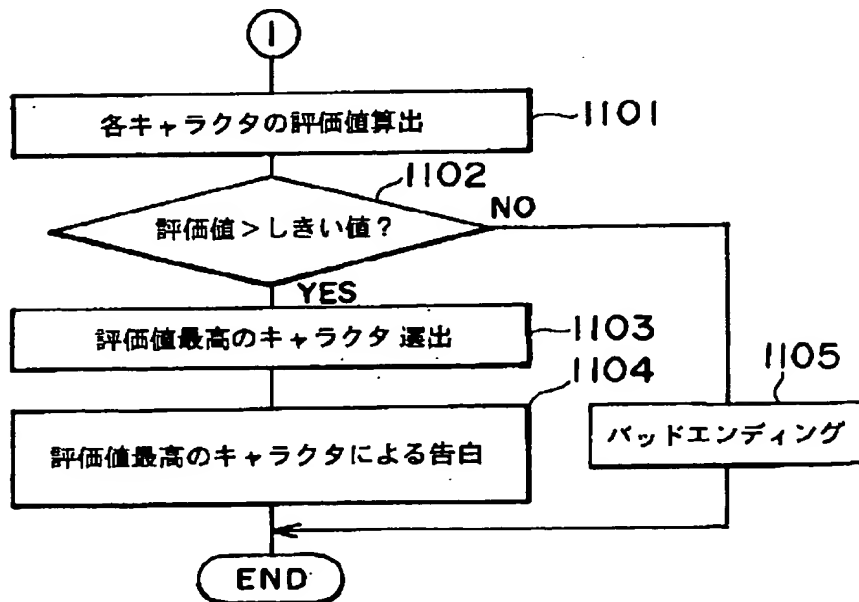 1
各キャラクタの評価値算出
1101
1102
評価値>しきい値?
NO
YES
評価値最高のキャラクタ選出
1103
1104
評価値最高のキャラクタによる告白
1105
バッドエンディング
END